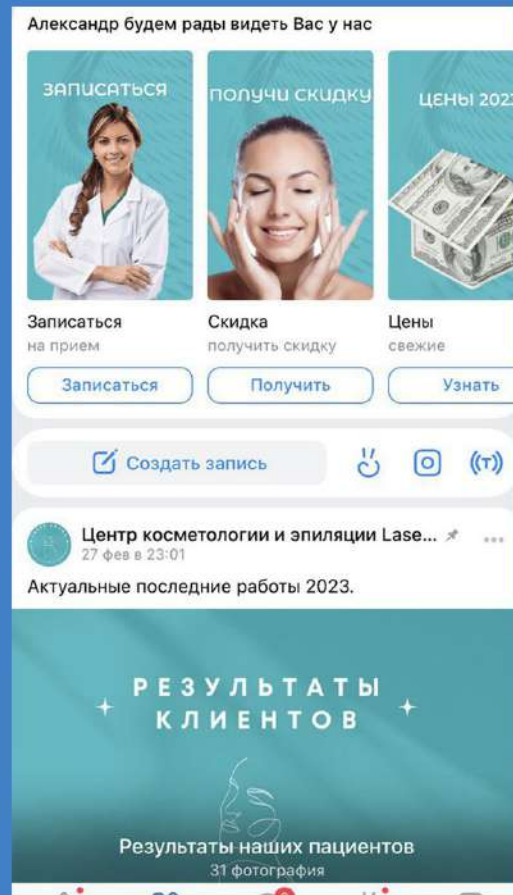 Александр будем рады видеть Вас у нас
ЗАПИСАТЬСЯ
ПОЛУЧИ СКИДКУ
ЦЕНЫ 2023
Записаться
на прием
Скидка
получить скидку
Цены
свежие
Записаться
Получить
Узнать
Создать запись
Центр косметологии и эпиляции Lase...
27 фев в 23:01
Актуальные последние работы 2023.
РЕЗУЛЬТАТЫ
КЛИЕНТОВ
Результаты наших пациентов
31 фотография